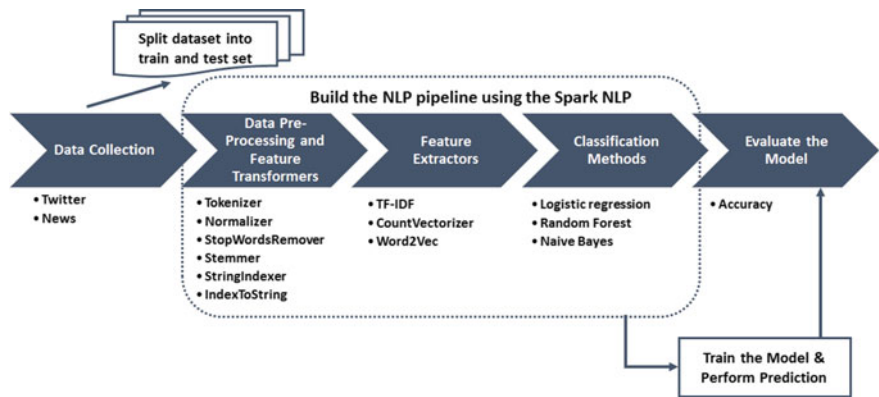 Split dataset into
train and test set
Build the NLP pipeline using the Spark NLP
Data Collection
• Twitter
• News
Data Pre-
Processing and
Feature
Transformers
• Tokenizer
• Normalizer
• StopWordsRemover
• Stemmer
• StringIndexer
• IndexToString
Feature
Extractors
• TF-IDF
• CountVectorizer
• Word2Vec
Classification
Methods
• Logistic regression
• Random Forest
• Naive Bayes
Evaluate the
Model
• Accuracy
Train the Model &
Perform Prediction